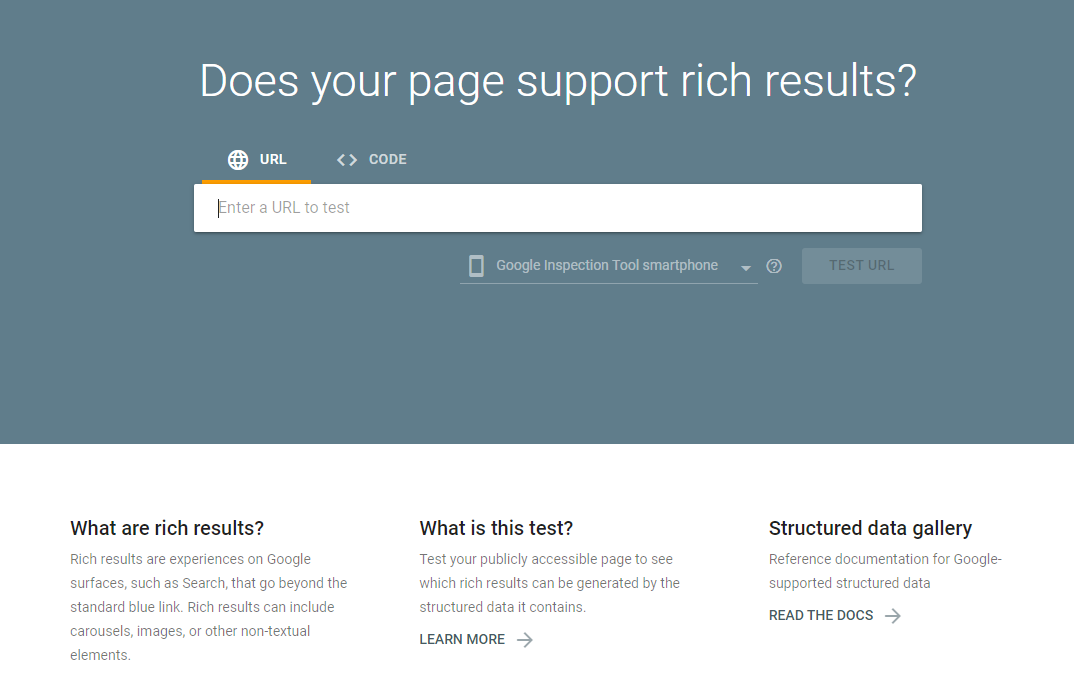 Does your page support rich results?
URL
CODE
Enter a URL to test
Google Inspection Tool smartphone
TEST URL
What are rich results?
Rich results are experiences on Google
surfaces, such as Search, that go beyond the
standard blue link. Rich results can include
carousels, images, or other non-textual
elements.
What is this test?
Test your publicly accessible page to see
which rich results can be generated by the
structured data it contains.
LEARN MORE
Structured data gallery
Reference documentation for Google-
supported structured data
READ THE DOCS